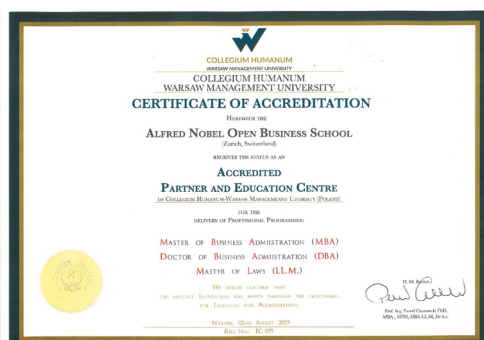 COLLEGIUM HUMANUM
WARSAW MANAGEMENT UNIVERSITY
COLLEGIUM HUMANUM
WARSAW MANAGEMENT UNIVERSITY
CERTIFICATE OF ACCREDITATION
HEREWITH THE
ALFRED NOBEL OPEN BUSINESS SCHOOL
(Zurich, Switzerland)
RECEIVES THE STATUS AS AN
ACCREDITED
PARTNER AND EDUCATION CENTRE
OF COLLEGIUM HUMANUM-WARSAW MANAGEMENT UNIVERSITY (POLAND)
FOR THE
DELIVERY OF PROFESSIONAL PROGRAMMES:
MASTER OF BUSINESS ADMIISTRATION (MBA)
DOCTOR OF BUSINESS ADMIISTRATION (DBA)
MASTER OF LAWS (LL.M.)
WE HEREBY CONFIRM THAT
THE AFFILIATE INSTITUTION HAS PASSED THROUGH THE PROCEDURES
FOR LICENSING AND ACCREDITATION.
WARSAW, 02ND AUGUST 2019
REG-NO.: EC 019
Prof. Ing. Paweł Czarnecki PhD,
MBA, MPH, DBA LL.M, Dr h.c.